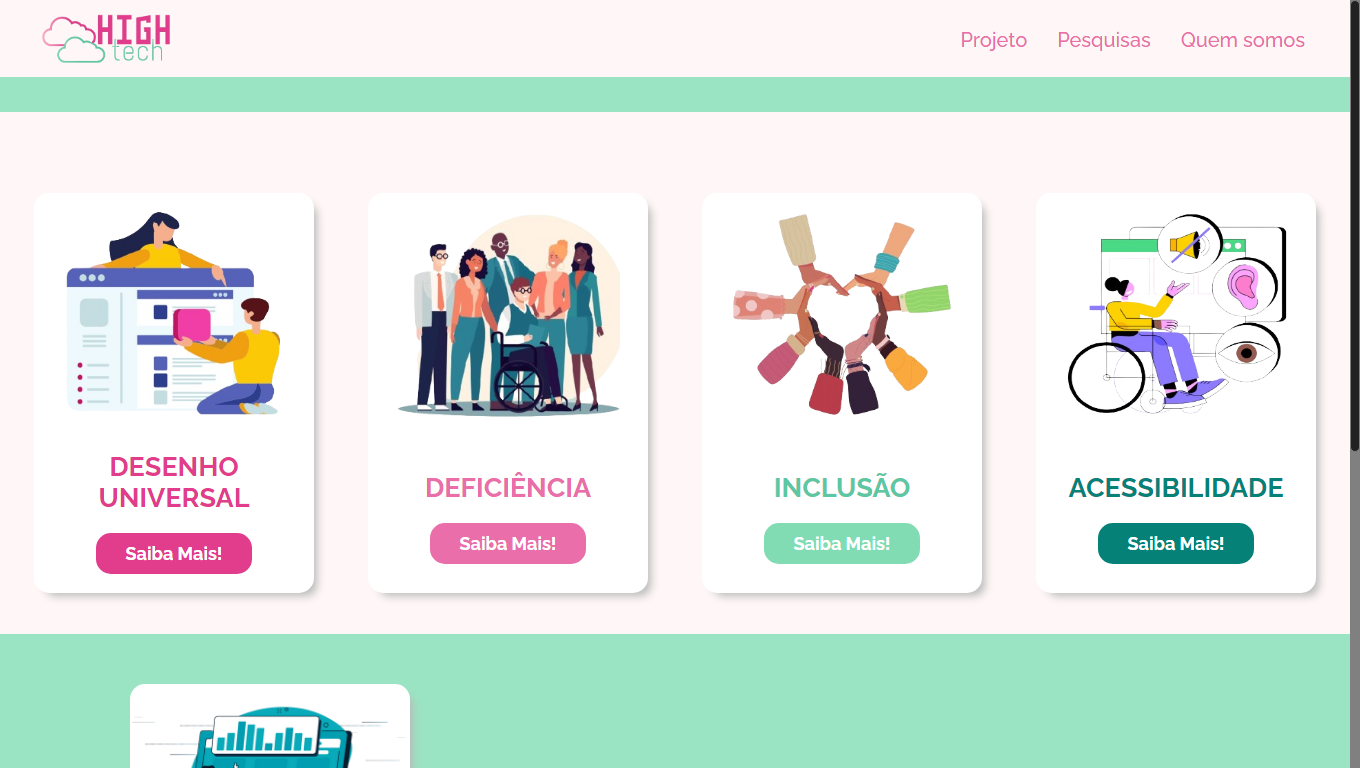 HIGH
tech
Projeto Pesquisas Quem somos
DESENHO
UNIVERSAL
Saiba Mais!
DEFICIÊNCIA
Saiba Mais!
INCLUSÃO
Saiba Mais!
ACESSIBILIDADE
Saiba Mais!